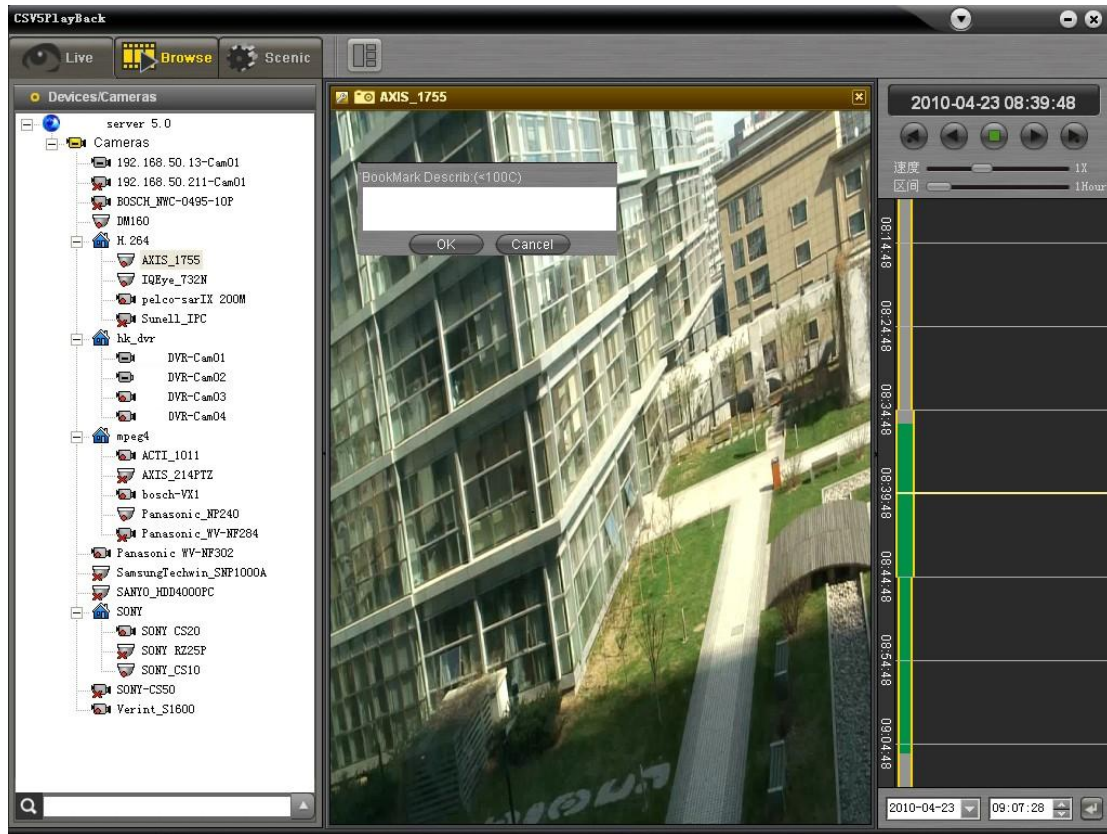 CSV5PlayBack
Live
Browse
Scenic
Devices/Cameras
server 5.0
Cameras
192.168.50.13-Cam01
192.168.50.211-Cam01
BOSCH_NWC-0495-10P
DM160
H.264
AXIS_1755
IQEye_732N
pelco-sarIX 200M
Sunell_IPC
hk_dvr
DVR-Cam01
DVR-Cam02
DVR-Cam03
DVR-Cam04
mpeg4
ACTI_1011
AXIS_214PTZ
bosch-VX1
Panasonic_NP240
Panasonic_WV-NF284
Panasonic WV-NF302
SamsungTechwin_SNP1000A
SANYO_HDD4000PC
SONY
SONY CS20
SONY RZ25P
SONY_CS10
SONY-CS50
Verint_S1600
AXIS_1755
BookMark Describ:(<100C)
OK
Cancel
2010-04-23 08:39:48
速度 1X
区间 1Hour
08:14:48
08:24:48
08:34:48
08:39:48
08:44:48
08:54:48
09:04:48
2010-04-23 09:07:28